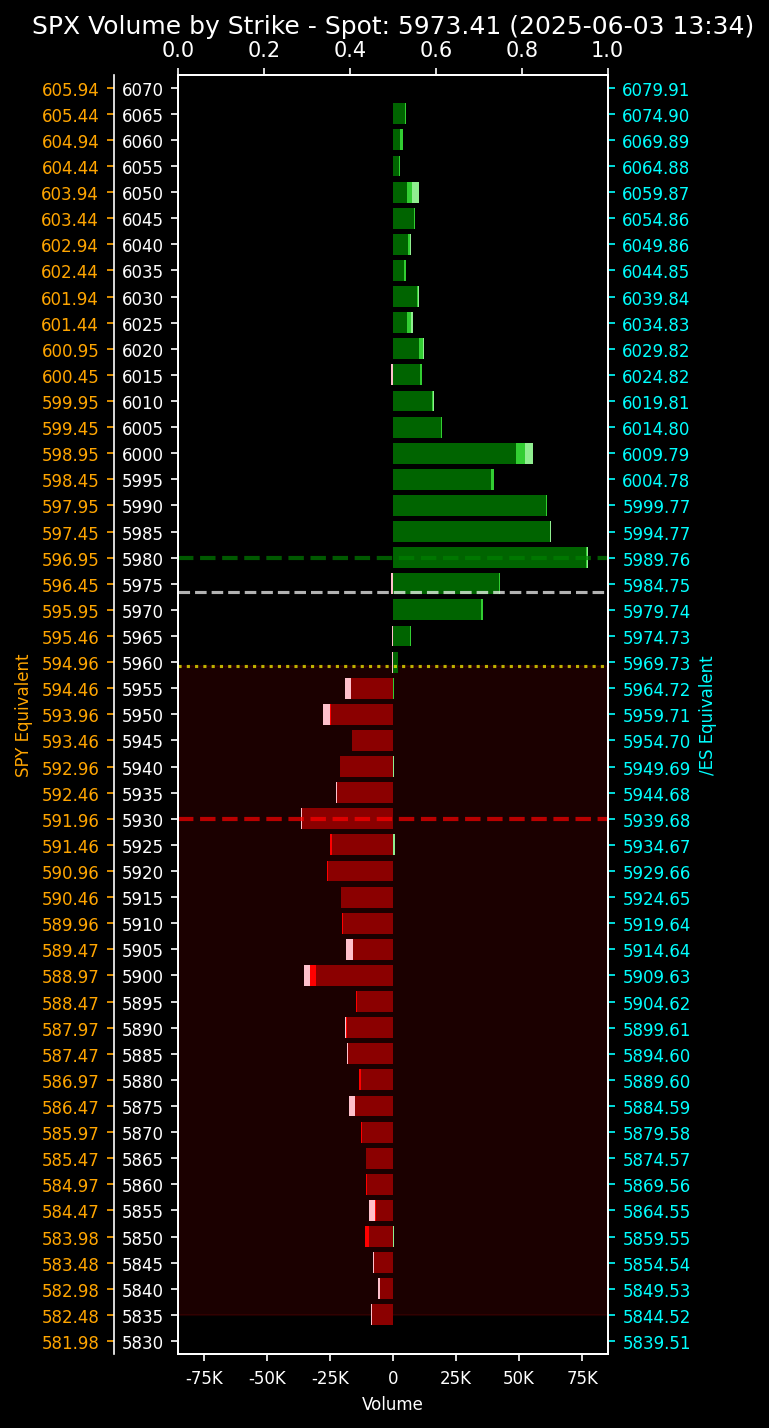 SPX Volume by Strike - Spot: 5973.41 (2025-06-03 13:34)
0.0 0.2 0.4 0.6 0.8 1.0
605.94 6070 6079.91
605.44 6065 6074.90
604.94 6060 6069.89
604.44 6055 6064.88
603.94 6050 6059.87
603.44 6045 6054.86
602.94 6040 6049.86
602.44 6035 6044.85
601.94 6030 6039.84
601.44 6025 6034.83
600.95 6020 6029.82
600.45 6015 6024.82
599.95 6010 6019.81
599.45 6005 6014.80
598.95 6000 6009.79
598.45 5995 6004.78
597.95 5990 5999.77
597.45 5985 5994.77
596.95 5980 5989.76
596.45 5975 5984.75
595.95 5970 5979.74
595.46 5965 5974.73
594.96 5960 5969.73
594.46 5955 5964.72
593.96 5950 5959.71
593.46 5945 5954.70
592.96 5940 5949.69
592.46 5935 5944.68
591.96 5930 5939.68
591.46 5925 5934.67
590.96 5920 5929.66
590.46 5915 5924.65
589.96 5910 5919.64
589.47 5905 5914.64
588.97 5900 5909.63
588.47 5895 5904.62
587.97 5890 5899.61
587.47 5885 5894.60
586.97 5880 5889.60
586.47 5875 5884.59
585.97 5870 5879.58
585.47 5865 5874.57
584.97 5860 5869.56
584.47 5855 5864.55
583.98 5850 5859.55
583.48 5845 5854.54
582.98 5840 5849.53
582.48 5835 5844.52
581.98 5830 5839.51
SPY Equivalent
/ES Equivalent
-75K -50K -25K 0 25K 50K 75K
Volume